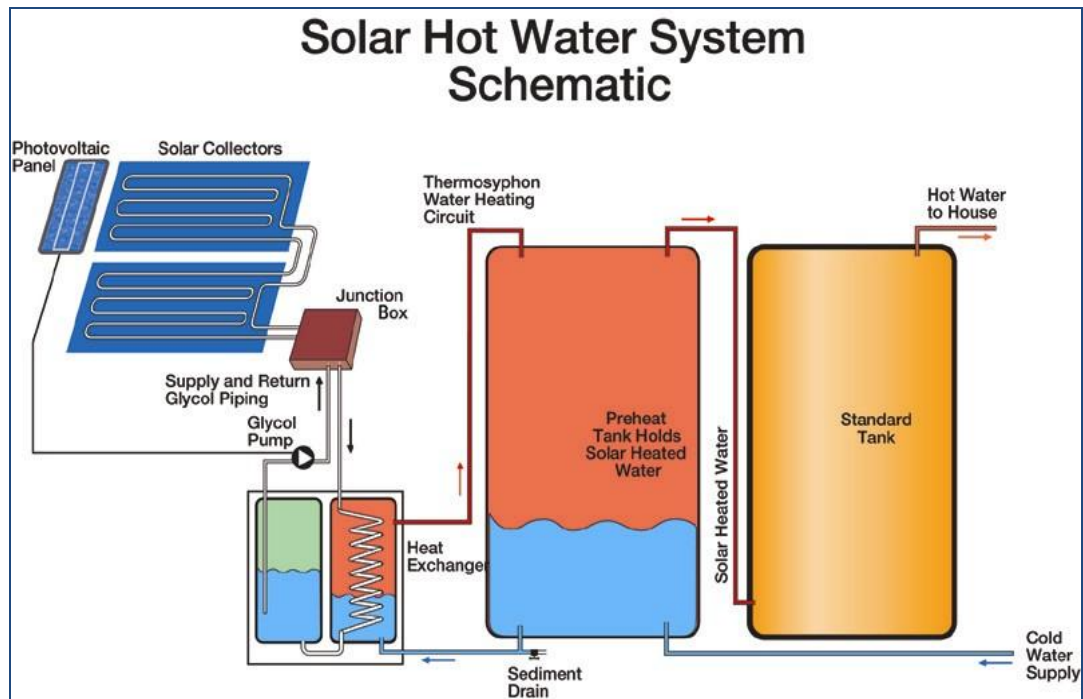 Solar Hot Water System
Schematic
Photovoltaic
Panel
Solar Collectors
Thermosyphon
Water Heating
Circuit
Hot Water
to House
Junction
Box
Supply and Return
Glycol Piping
Glycol
Pump
Preheat
Tank Holds
Solar Heated
Water
Standard
Tank
Solar Heated Water
Heat
Exchanger
Sediment
Drain
Cold
Water
Supply